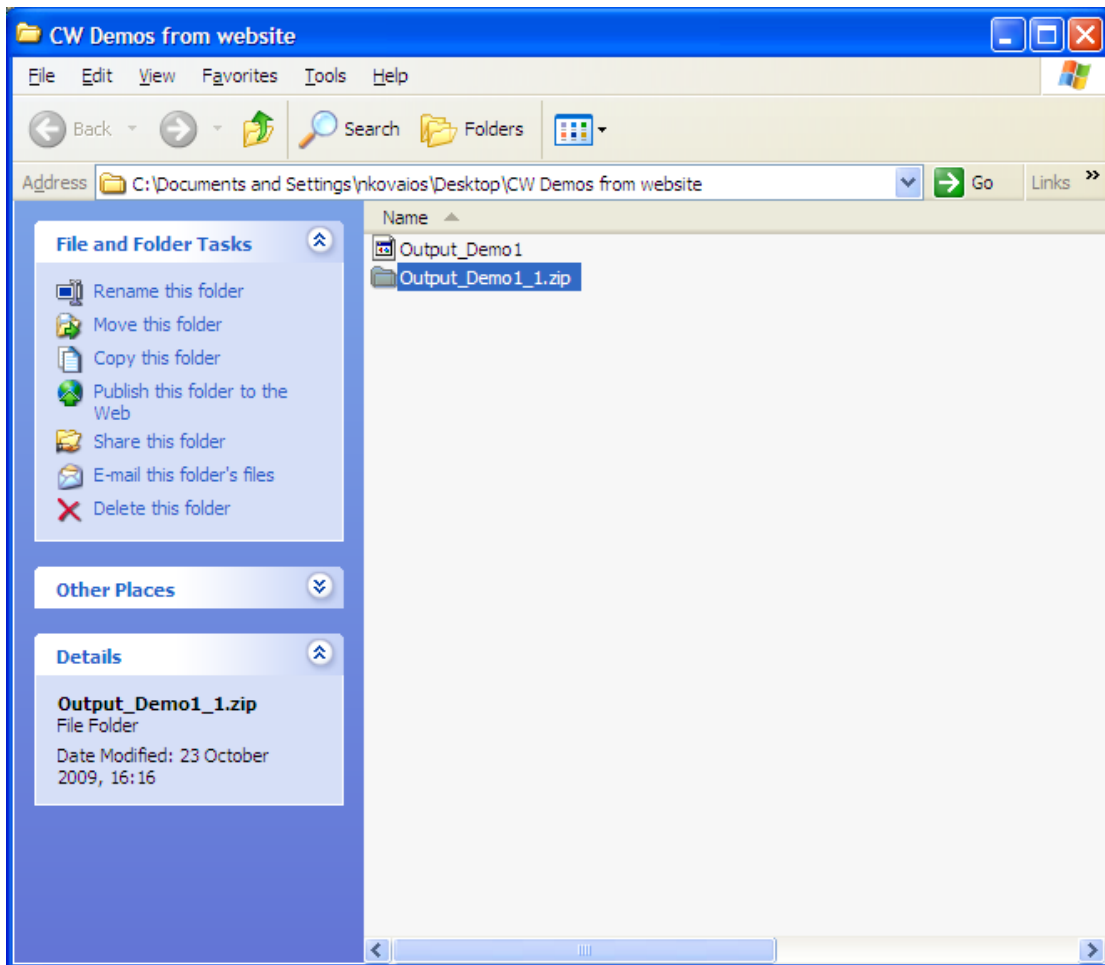 CW Demos from website
File Edit View Favorites Tools Help
Back Search Folders
Address C:\Documents and Settings\nkovaios\Desktop\CW Demos from website Go Links »
Name
File and Folder Tasks
Output_Demo1
Output_Demo1_1.zip
Rename this folder
Move this folder
Copy this folder
Publish this folder to the
Web
Share this folder
E-mail this folder's files
Delete this folder
Other Places
Details
Output_Demo1_1.zip
File Folder
Date Modified: 23 October
2009, 16:16